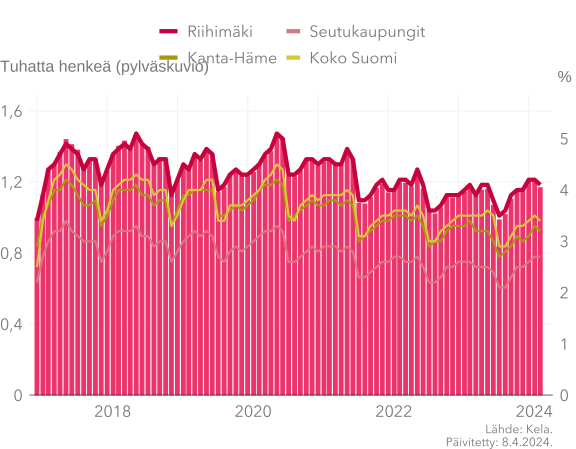 Riihimäki
Seutukaupungit
Kanta-Häme
Koko Suomi
Tuhatta henkeä (pylväskuvio)
%
1,6
1,2
0,8
0,4
0
5
4
3
2
1
0
2018
2020
2022
2024
Lähde: Kela.
Päivitetty: 8.4.2024.